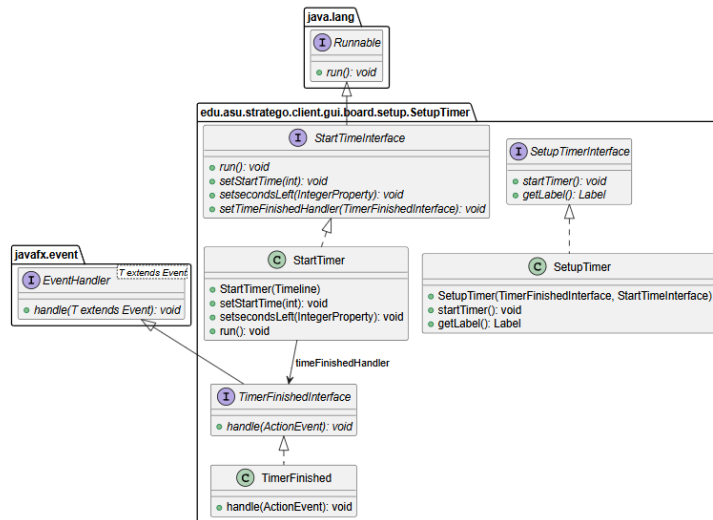 java.lang
I Runnable
run(): void
edu.asu.stratego.client.gui.board.setup.SetupTimer
I StartTimeInterface
run(): void
setStartTime(int): void
setsecondsLeft(IntegerProperty): void
setTimeFinishedHandler(TimerFinishedInterface): void
I SetupTimerInterface
startTimer(): void
getLabel(): Label
javafx.event
I EventHandler
T extends Event
handle(T extends Event): void
C StartTimer
StartTimer(Timeline)
setStartTime(int): void
setsecondsLeft(IntegerProperty): void
run(): void
C SetupTimer
SetupTimer(TimerFinishedInterface, StartTimeInterface)
startTimer(): void
getLabel(): Label
timeFinishedHandler
I TimerFinishedInterface
handle(ActionEvent): void
C TimerFinished
handle(ActionEvent): void